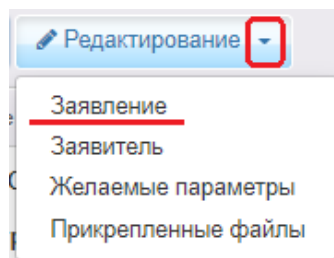 Редактирование
Заявление
Заявитель
Желаемые параметры
Прикрепленные файлы